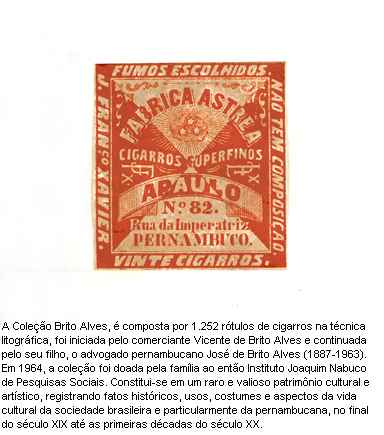 FUMOS ESCOLHIDOS.
NÃO TEM COMPOSIÇÃO.
J. FRANço XAVIER.
FABRICA ASTREA
CIGARROS SUPERFINOS
ARAUJO
Nº 82.
Rua da Imperatriz
PERNAMBUCO.
VINTE CIGARROS.
A Coleção Brito Alves, é composta por 1.252 rótulos de cigarros na técnica
litográfica, foi iniciada pelo comerciante Vicente de Brito Alves e continuada
pelo seu filho, o advogado pernambucano José de Brito Alves (1887-1963).
Em 1964, a coleção foi doada pela família ao então Instituto Joaquim Nabuco
de Pesquisas Sociais. Constitui-se em um raro e valioso patrimônio cultural e
artístico, registrando fatos históricos, usos, costumes e aspectos da vida
cultural da sociedade brasileira e particularmente da pernambucana, no final
do século XIX até as primeiras décadas do século XX.